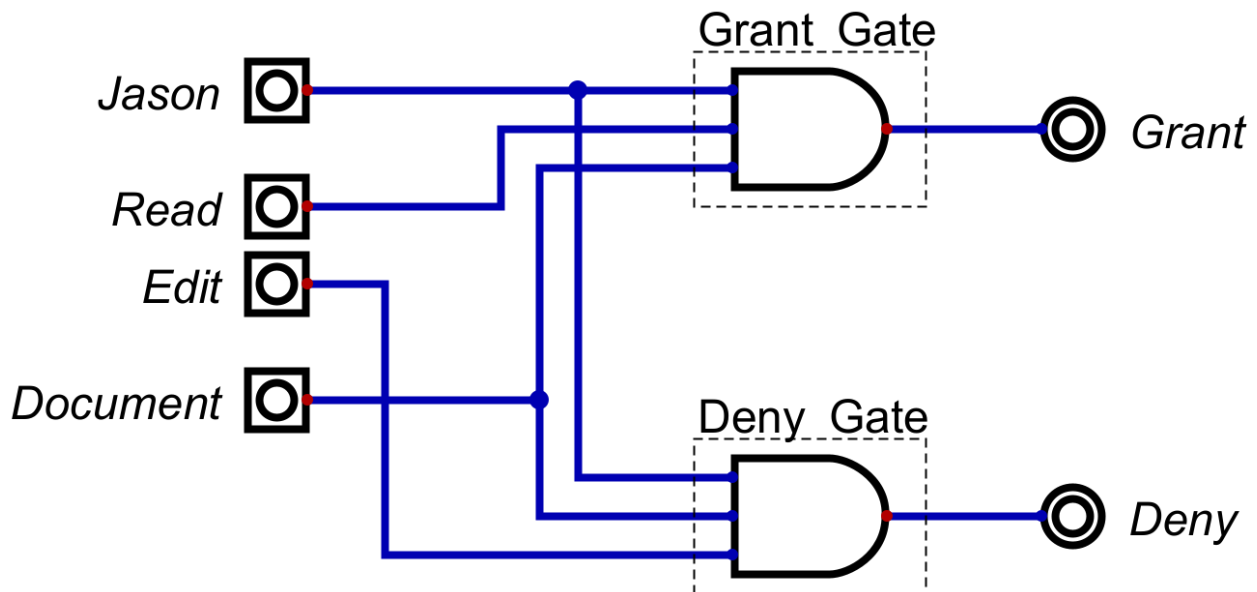 Grant Gate
Jason
Grant
Read
Edit
Document
Deny Gate
Deny